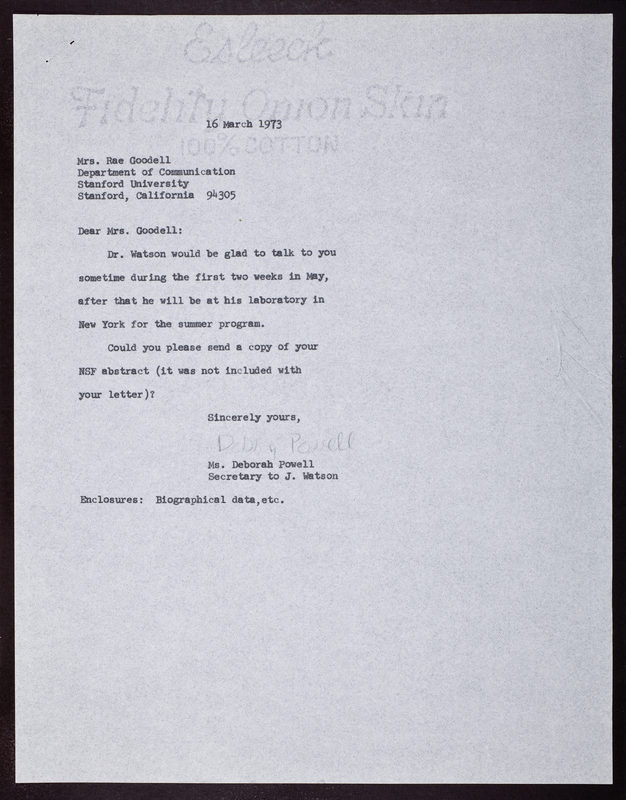 Esleeck
Fidelity Onion Skin
100% COTTON
16 March 1973
Mrs. Rae Goodell
Department of Communication
Stanford University
Stanford, California 94305
Dear Mrs. Goodell:
Dr. Watson would be glad to talk to you
sometime during the first two weeks in May,
after that he will be at his laboratory in
New York for the summer program.
Could you please send a copy of your
NSF abstract (it was not included with
your letter)?
Sincerely yours,
Debby Powell
Ms. Deborah Powell
Secretary to J. Watson
Enclosures: Biographical data,etc.